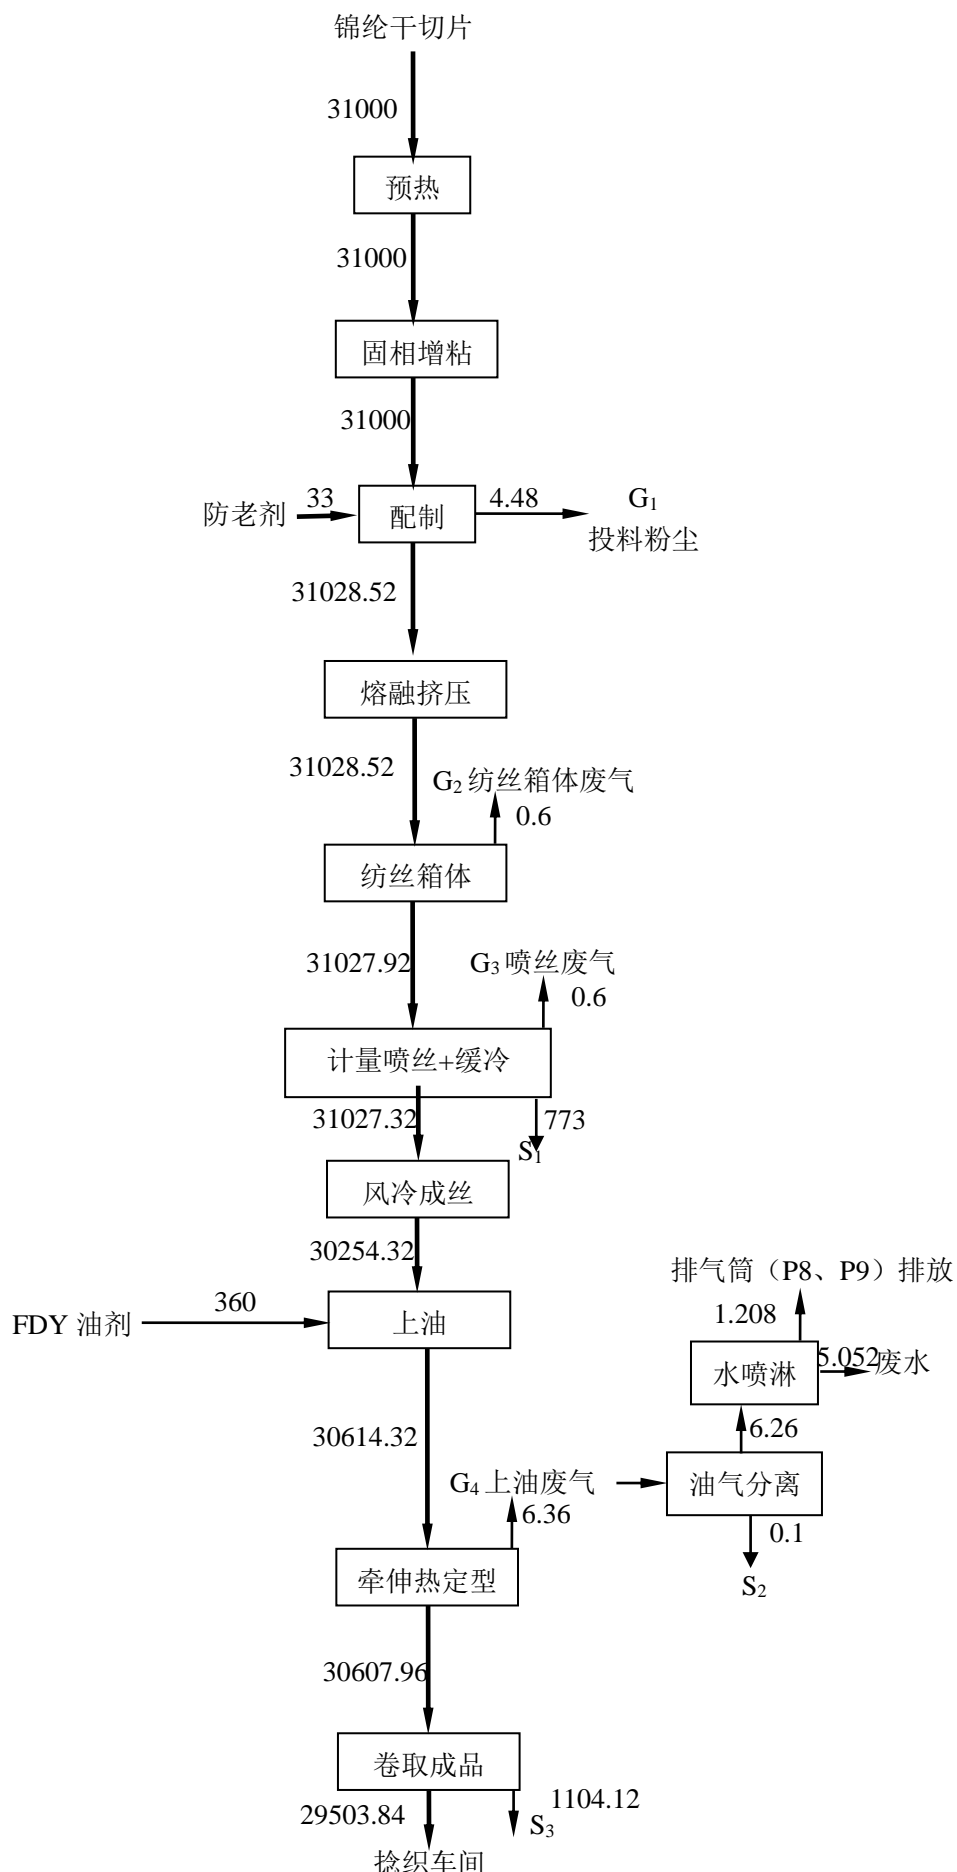 锦纶干切片
31000
预热
31000
固相增粘
31000
防老剂
33
配制
4.48
G₁
投料粉尘
31028.52
熔融挤压
31028.52
G₂ 纺丝箱体废气
0.6
纺丝箱体
31027.92
G₃ 喷丝废气
0.6
计量喷丝+缓冷
31027.32
773
S₁
风冷成丝
30254.32
FDY 油剂
360
上油
排气筒（P8、P9）排放
1.208
水喷淋
5.052
废水
6.26
30614.32
G₄ 上油废气
6.36
油气分离
0.1
S₂
牵伸热定型
30607.96
卷取成品
29503.84
1104.12
S₃
捻织车间